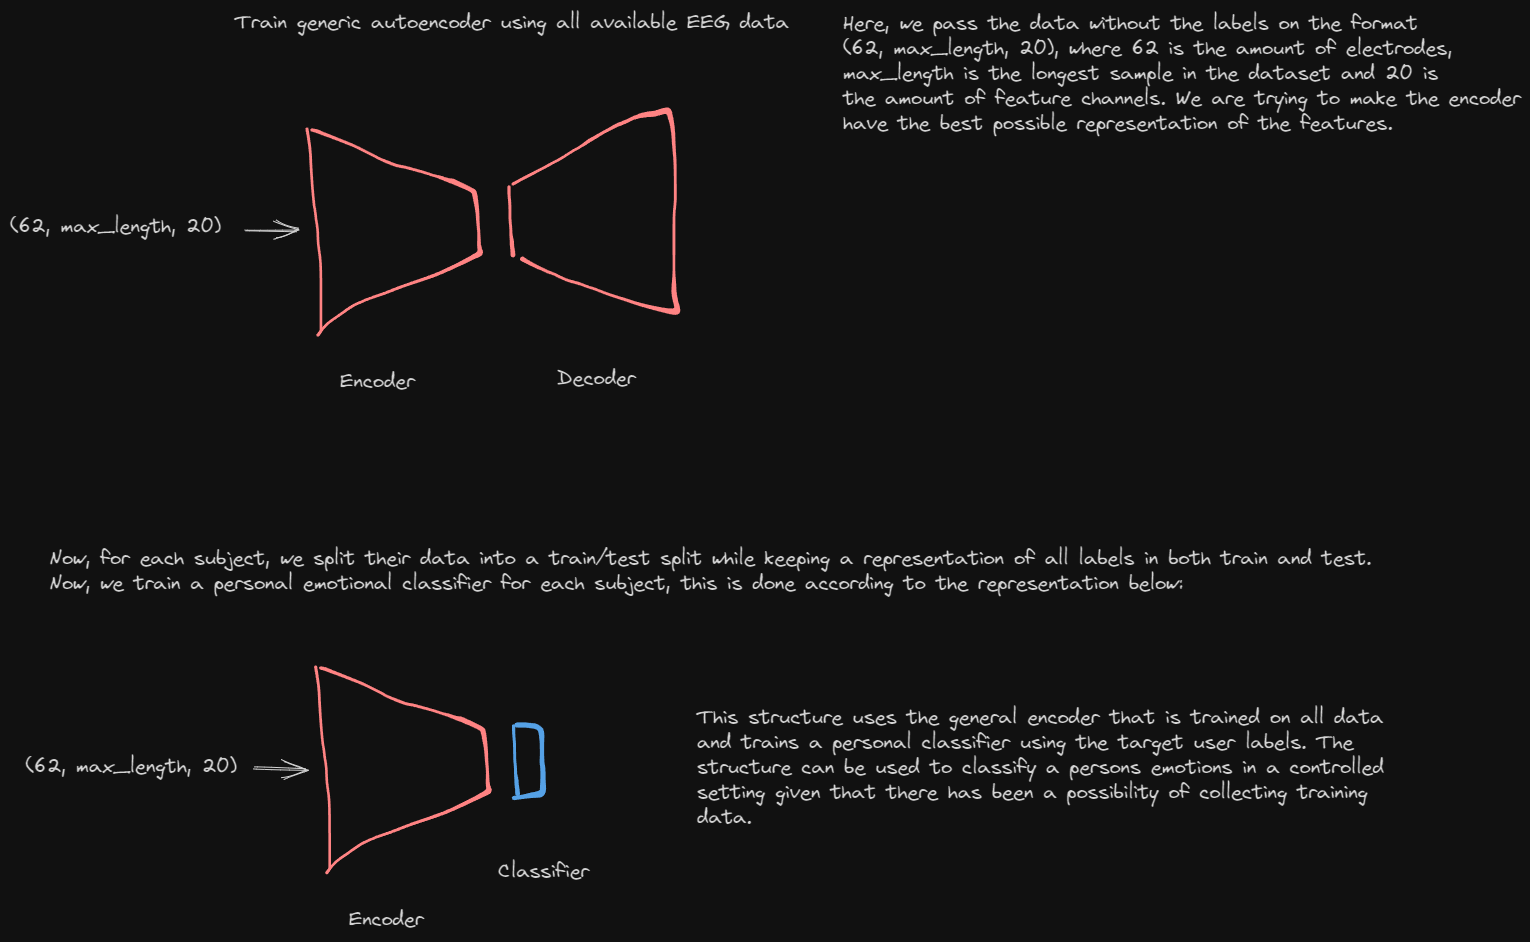 Train generic autoencoder using all available EEG data
Here, we pass the data without the labels on the format
(62, max_length, 20), where 62 is the amount of electrodes,
max_length is the longest sample in the dataset and 20 is
the amount of feature channels. We are trying to make the encoder
have the best possible representation of the features.
(62, max_length, 20)
Encoder
Decoder
Now, for each subject, we split their data into a train/test split while keeping a representation of all labels in both train and test.
Now, we train a personal emotional classifier for each subject, this is done according to the representation below:
(62, max_length, 20)
This structure uses the general encoder that is trained on all data
and trains a personal classifier using the target user labels. The
structure can be used to classify a persons emotions in a controlled
setting given that there has been a possibility of collecting training
data.
Classifier
Encoder